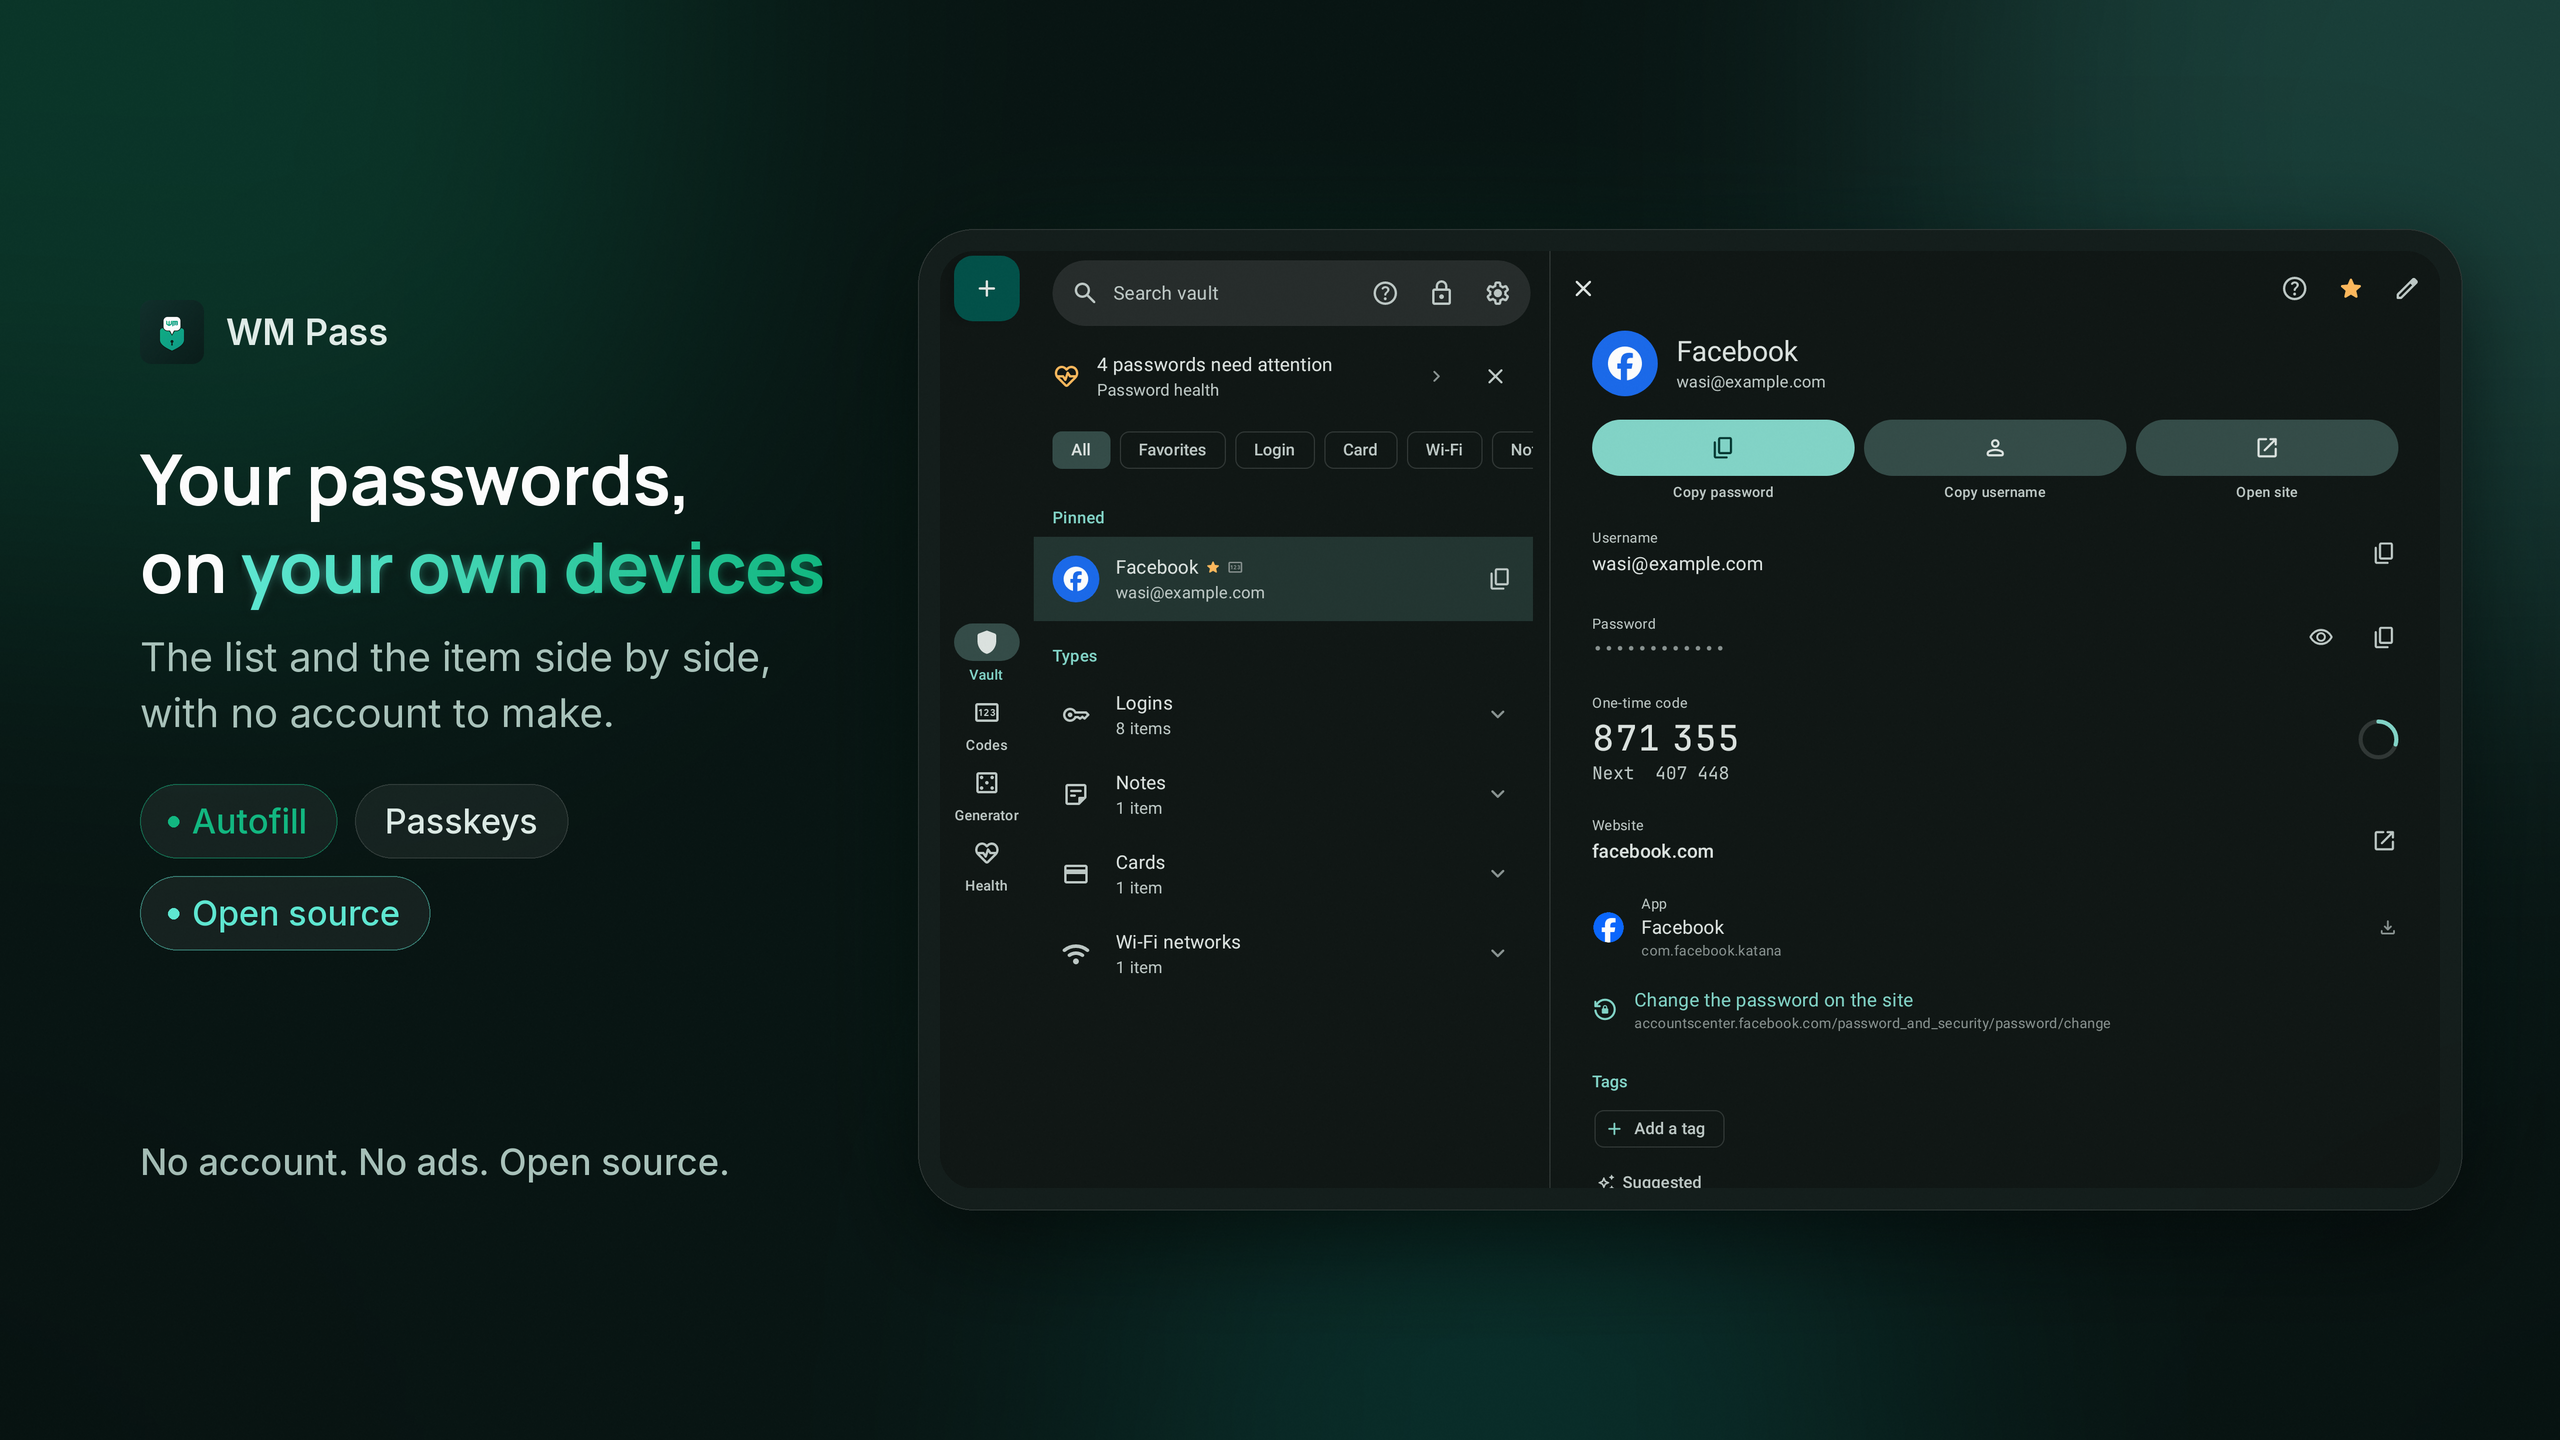 WM Pass
Your passwords,
on your own devices
The list and the item side by side,
with no account to make.
Autofill
Passkeys
Open source
No account. No ads. Open source.
Vault
Codes
Generator
Health
Search vault
4 passwords need attention
Password health
All
Favorites
Login
Card
Wi-Fi
No
Pinned
Facebook
wasi@example.com
Types
Logins
8 items
Notes
1 item
Cards
1 item
Wi-Fi networks
1 item
Facebook
wasi@example.com
Copy password
Copy username
Open site
Username
wasi@example.com
Password
••••••••••••
One-time code
871 355
Next 407 448
Website
facebook.com
App
Facebook
com.facebook.katana
Change the password on the site
accountscenter.facebook.com/password_and_security/password/change
Tags
Add a tag
Suggested